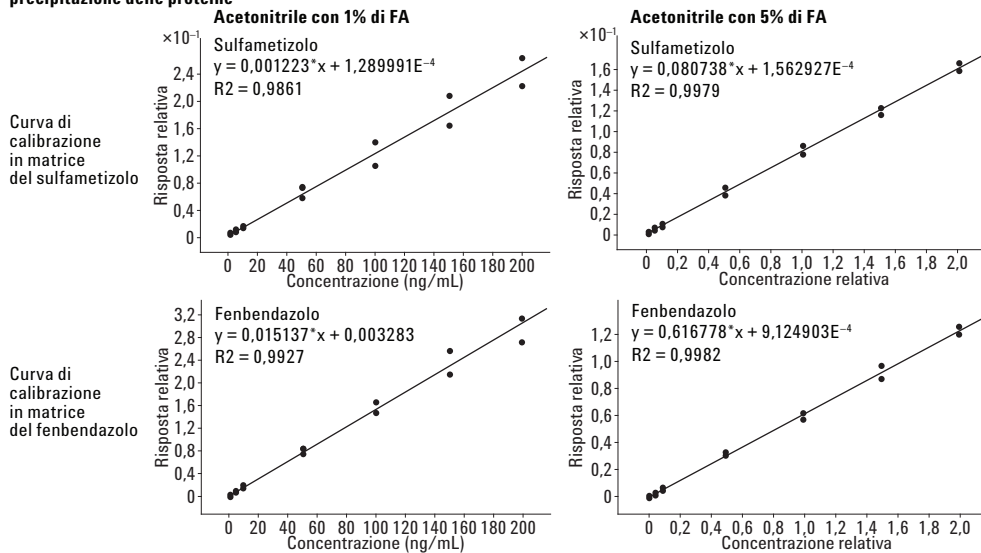 precipitazione delle proteine
Acetonitrile con 1% di FA
Acetonitrile con 5% di FA
Curva di
calibrazione
in matrice
del sulfametizolo
×10⁻¹
Sulfametizolo
y = 0,001223*x + 1,289991E⁻⁴
R2 = 0,9861
Risposta relativa
2,4
2,0
1,6
1,2
0,8
0,4
0
0 20 40 60 80 100 120 140 160 180 200
Concentrazione (ng/mL)
×10⁻¹
Sulfametizolo
y = 0,080738*x + 1,562927E⁻⁴
R2 = 0,9979
Risposta relativa
1,6
1,4
1,2
1,0
0,8
0,6
0,4
0,2
0
0 0,2 0,4 0,6 0,8 1,0 1,2 1,4 1,6 1,8 2,0
Concentrazione relativa
Curva di
calibrazione
in matrice
del fenbendazolo
Fenbendazolo
y = 0,015137*x + 0,003283
R2 = 0,9927
Risposta relativa
3,2
2,8
2,4
2,0
1,6
1,2
0,8
0,4
0
0 20 40 60 80 100 120 140 160 180 200
Concentrazione (ng/mL)
Fenbendazolo
y = 0,616778*x + 9,124903E⁻⁴
R2 = 0,9982
Risposta relativa
1,2
1,0
0,8
0,6
0,4
0,2
0
0 0,2 0,4 0,6 0,8 1,0 1,2 1,4 1,6 1,8 2,0
Concentrazione relativa